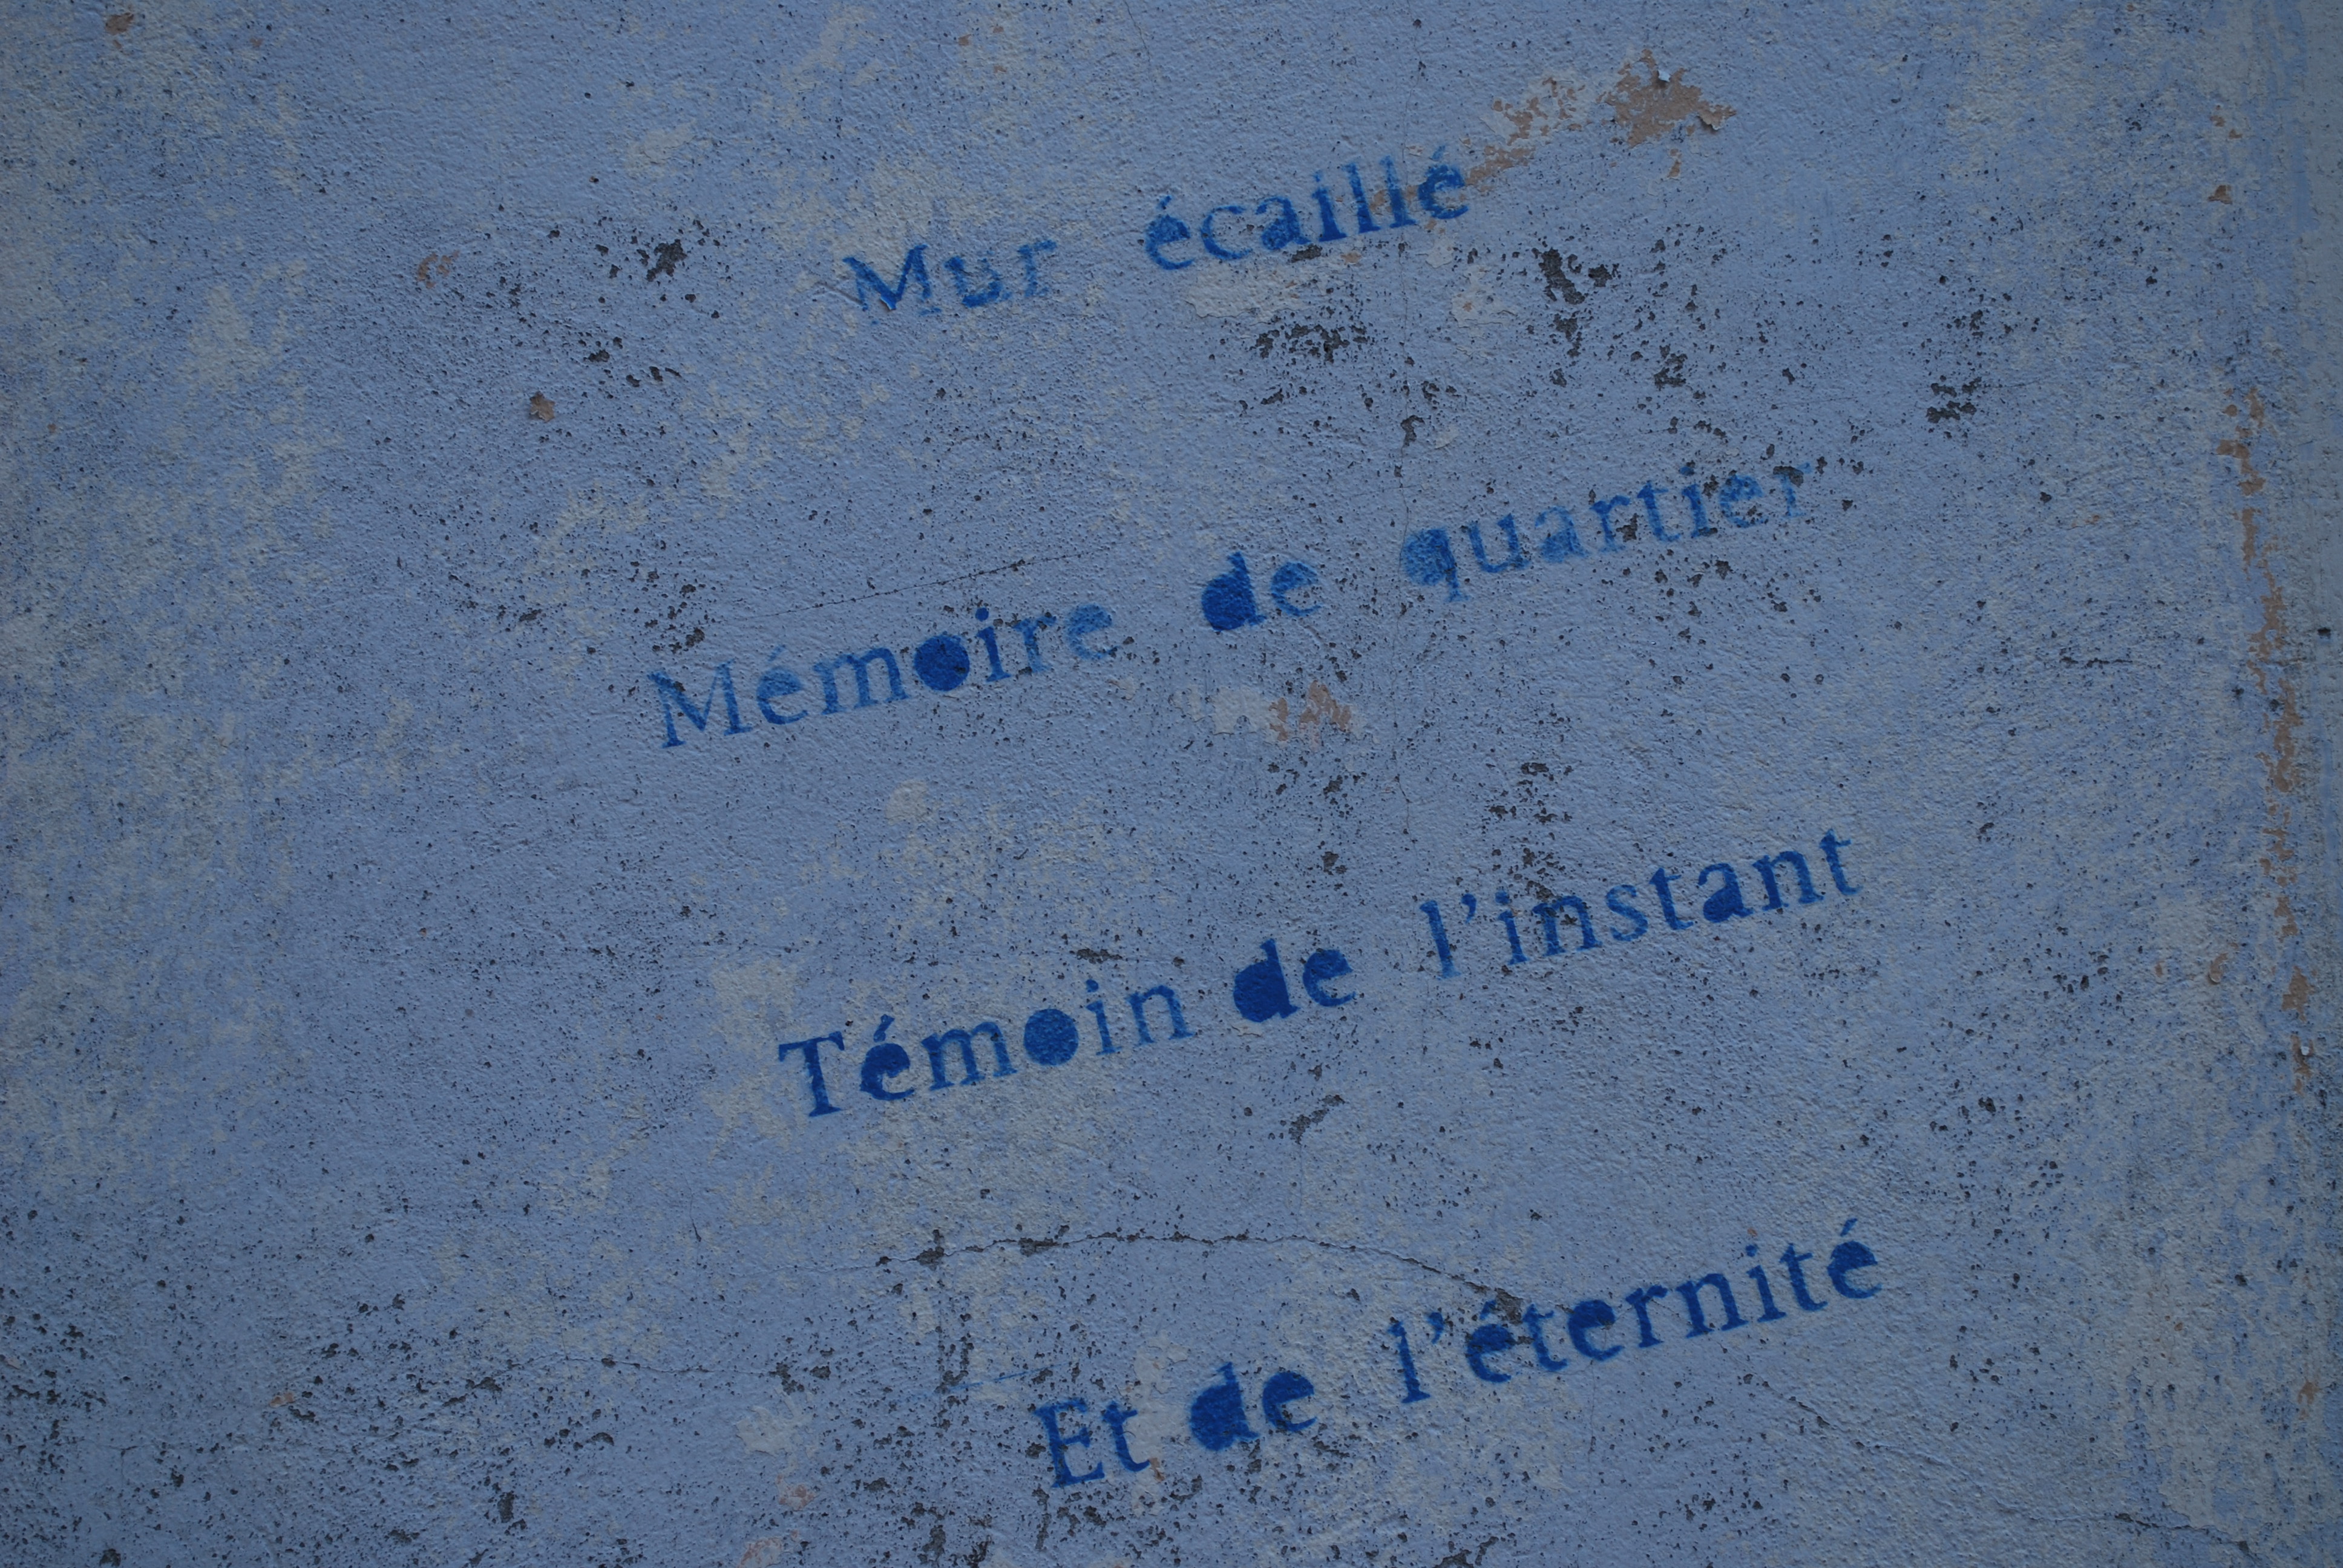 Mur écaillé
Mémoire de quartier
Témoin de l'instant
Et de l'éternité